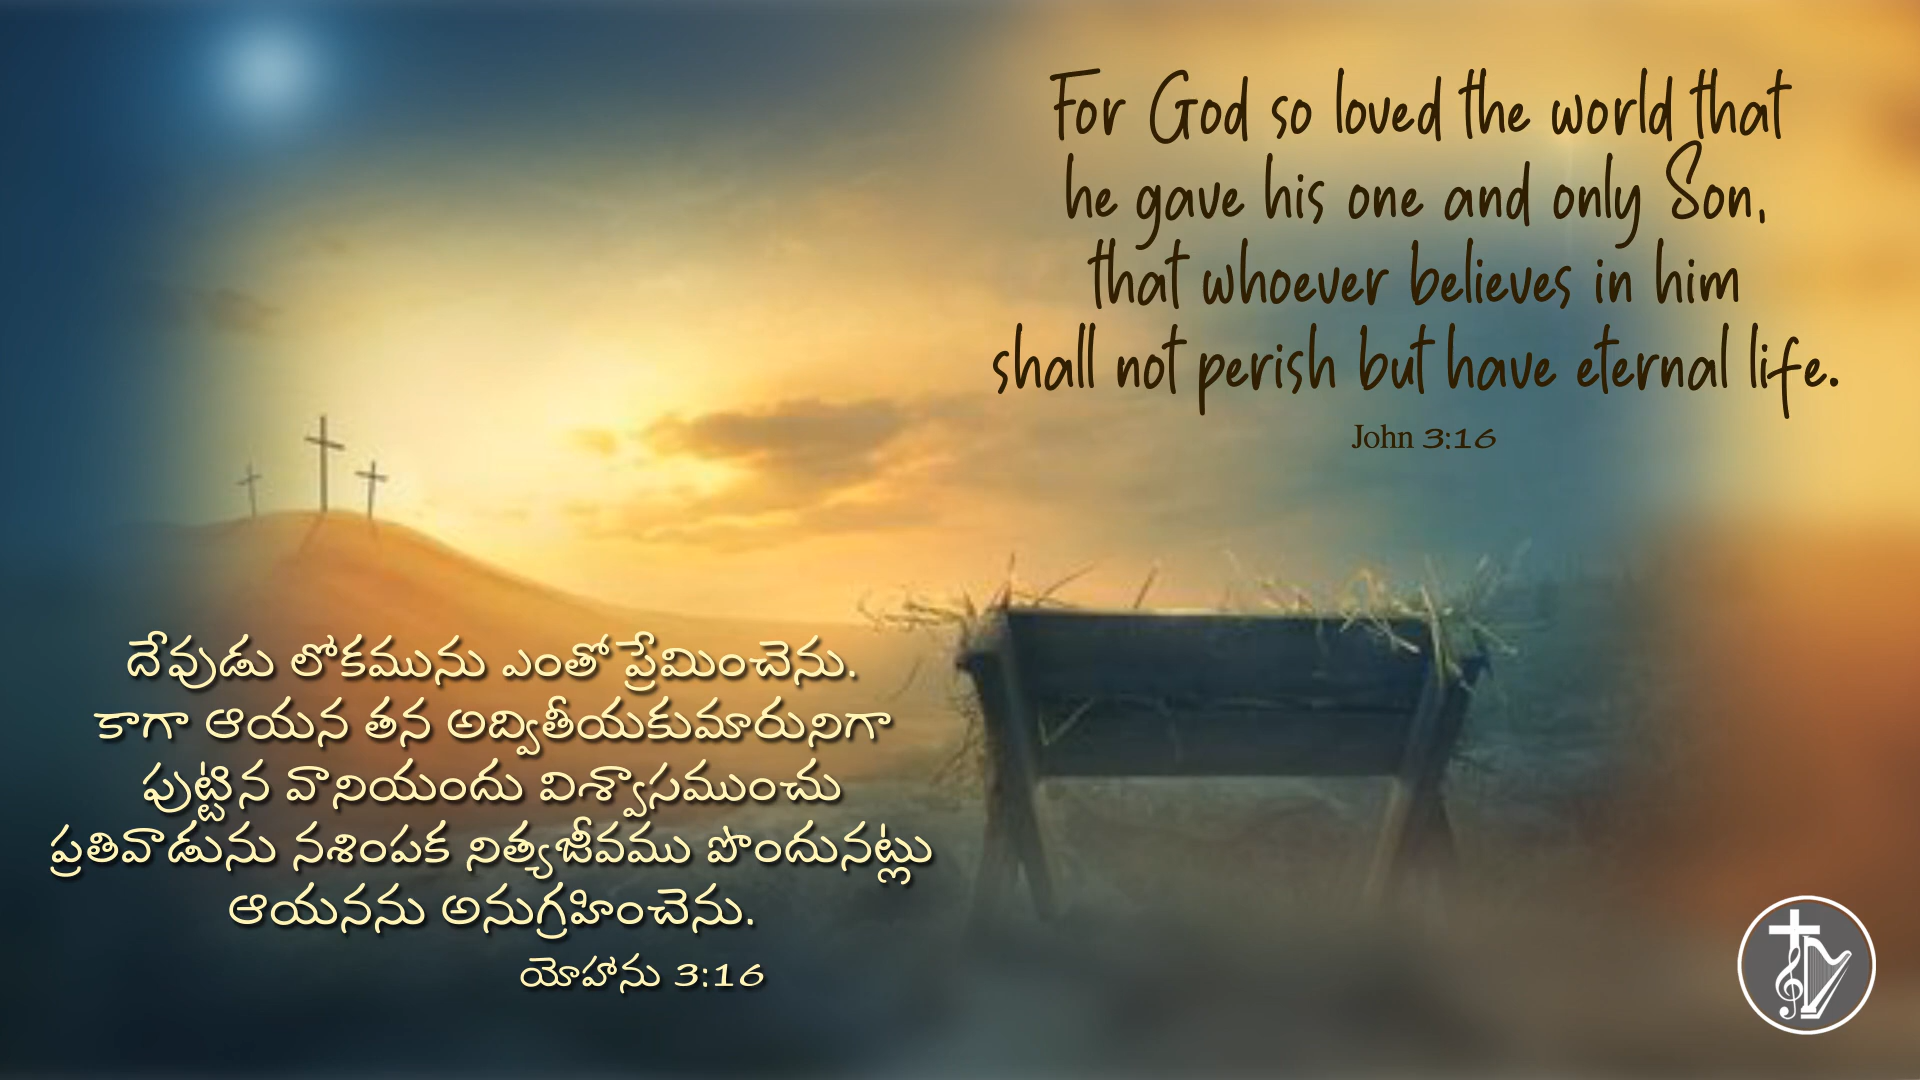 For God so loved the world that
he gave his one and only Son,
that whoever believes in him
shall not perish but have eternal life.
John 3:16
దేవుడు లోకమును ఎంతో ప్రేమించెను.
కాగా ఆయన తన అద్వితీయకుమారునిగా
పుట్టిన వానియందు విశ్వాసముంచు
ప్రతివాడును నశింపక నిత్యజీవము పొందునట్లు
ఆయనను అనుగ్రహించెను.
యోహాను 3:16